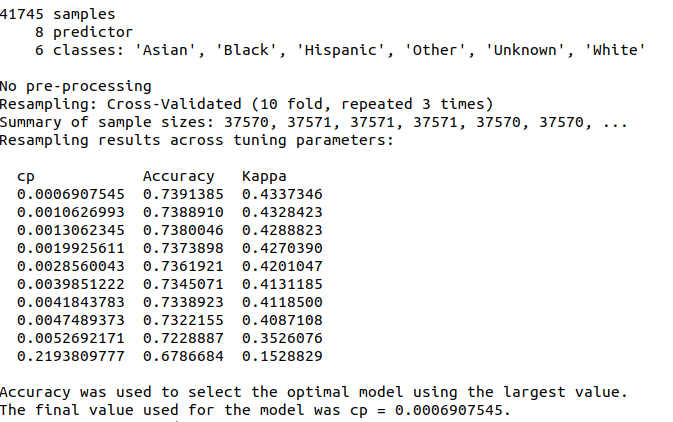 41745 samples
8 predictor
6 classes: 'Asian', 'Black', 'Hispanic', 'Other', 'Unknown', 'White'
No pre-processing
Resampling: Cross-Validated (10 fold, repeated 3 times)
Summary of sample sizes: 37570, 37571, 37571, 37571, 37570, 37570, ...
Resampling results across tuning parameters:
cp Accuracy Kappa
0.0006907545 0.7391385 0.4337346
0.0010626993 0.7388910 0.4328423
0.0013062345 0.7380046 0.4288823
0.0019925611 0.7373898 0.4270390
0.0028560043 0.7361921 0.4201047
0.0039851222 0.7345071 0.4131185
0.0041843783 0.7338923 0.4118500
0.0047489373 0.7322155 0.4087108
0.0052692171 0.7228887 0.3526076
0.2193809777 0.6786684 0.1528829
Accuracy was used to select the optimal model using the largest value.
The final value used for the model was cp = 0.0006907545.